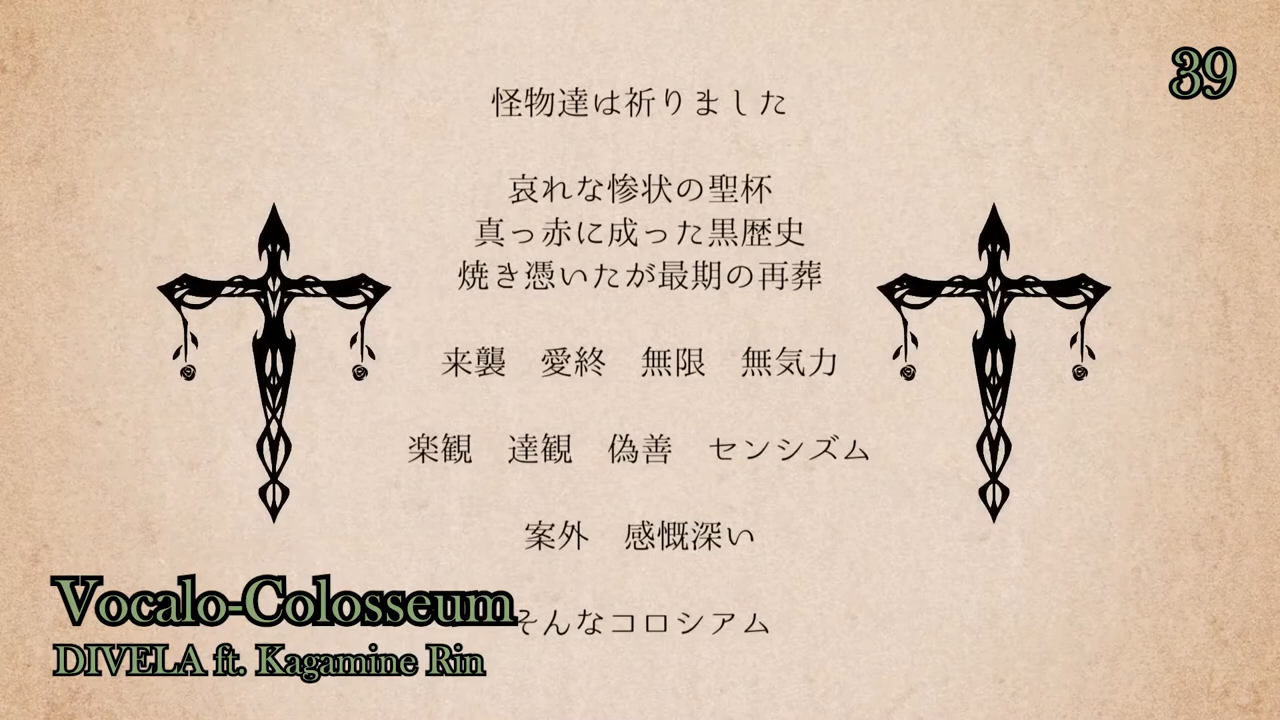 39
怪物達は祈りました
哀れな惨状の聖杯
真っ赤に成った黒歴史
焼き憑いたが最期の再葬
来襲　愛終　無限　無気力
楽観　達観　偽善　センシズム
案外　感慨深い
そんなコロシアム
Vocalo-Colosseum
DIVELA ft. Kagamine Rin